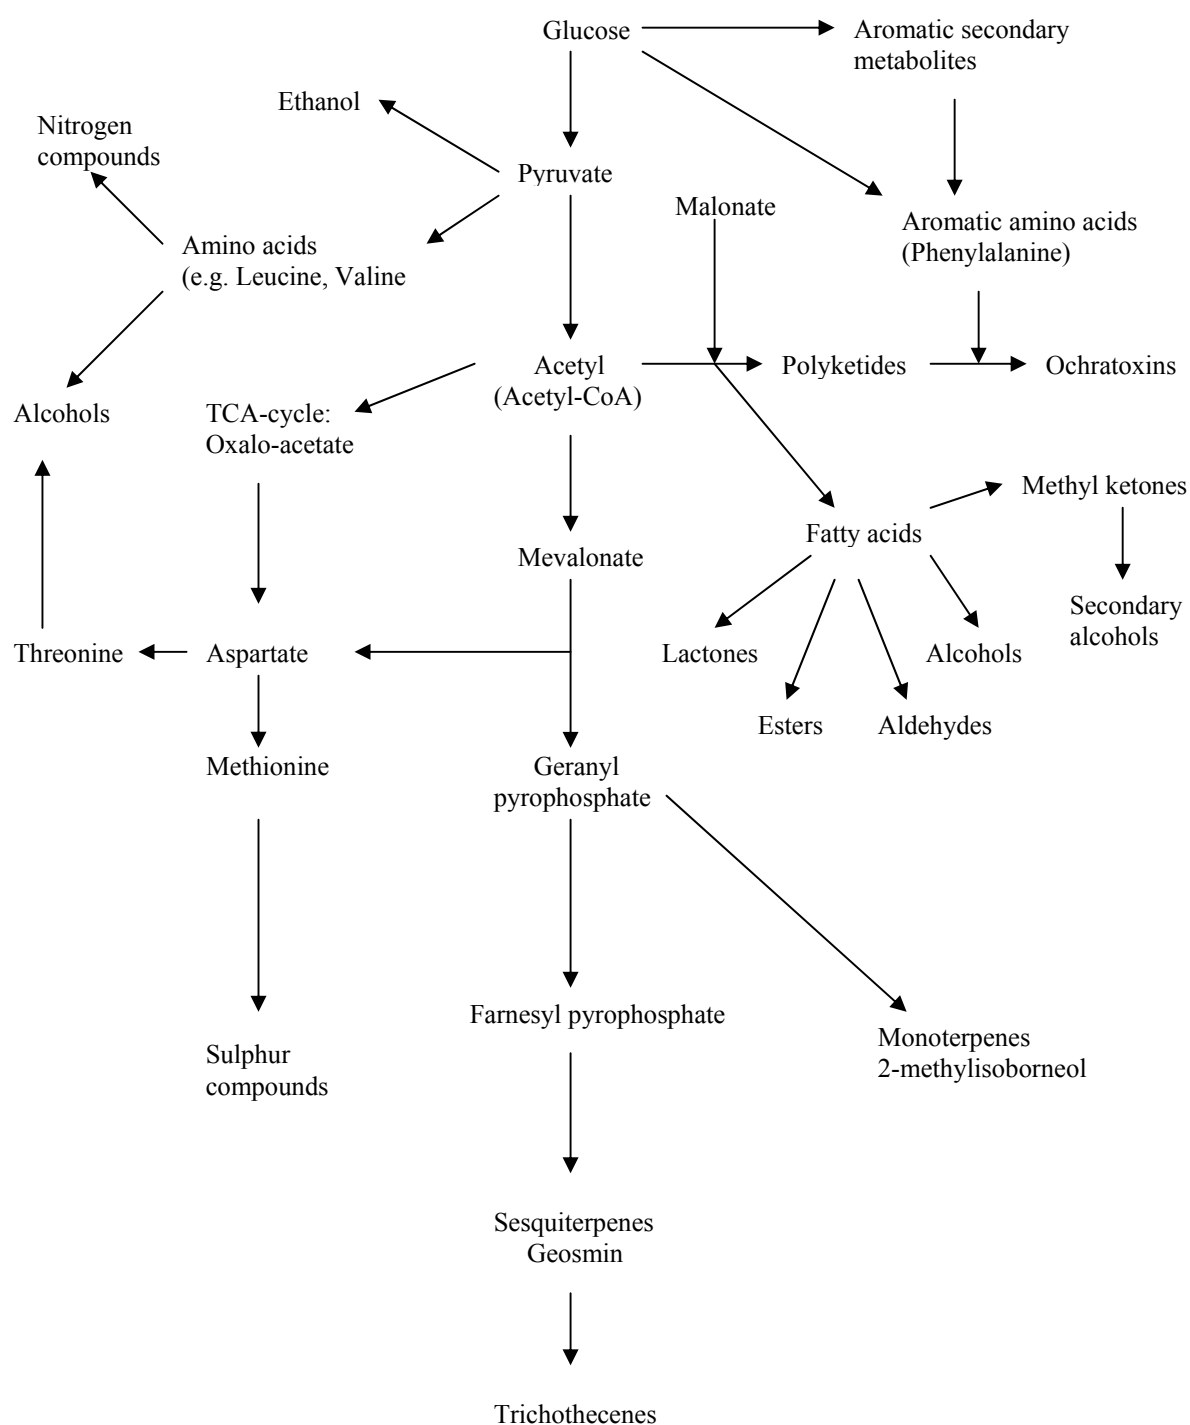 Glucose
Aromatic secondary
metabolites
Ethanol
Nitrogen
compounds
Pyruvate
Malonate
Aromatic amino acids
(Phenylalanine)
Amino acids
(e.g. Leucine, Valine
Acetyl
(Acetyl-CoA)
Polyketides
Ochratoxins
Alcohols
TCA-cycle:
Oxalo-acetate
Methyl ketones
Fatty acids
Mevalonate
Secondary
alcohols
Threonine
Aspartate
Lactones
Alcohols
Esters
Aldehydes
Methionine
Geranyl
pyrophosphate
Farnesyl pyrophosphate
Monoterpenes
2-methylisoborneol
Sulphur
compounds
Sesquiterpenes
Geosmin
Trichothecenes